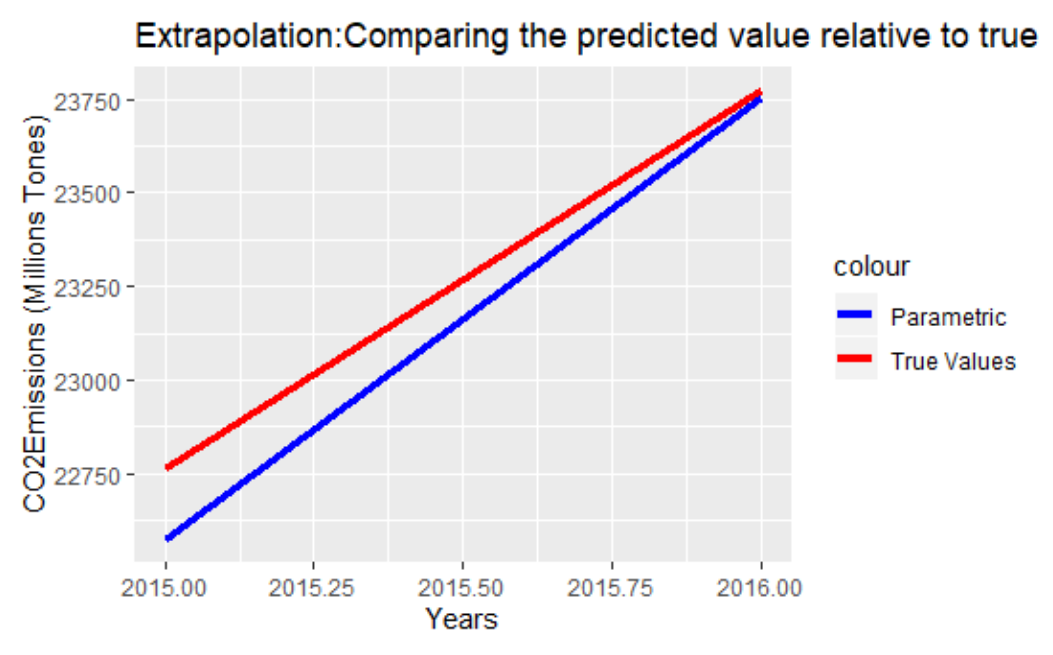 Extrapolation:Comparing the predicted value relative to true
CO2Emissions (Millions Tones)
23750
23500
23250
23000
22750
2015.00 2015.25 2015.50 2015.75 2016.00
Years
colour
Parametric
True Values